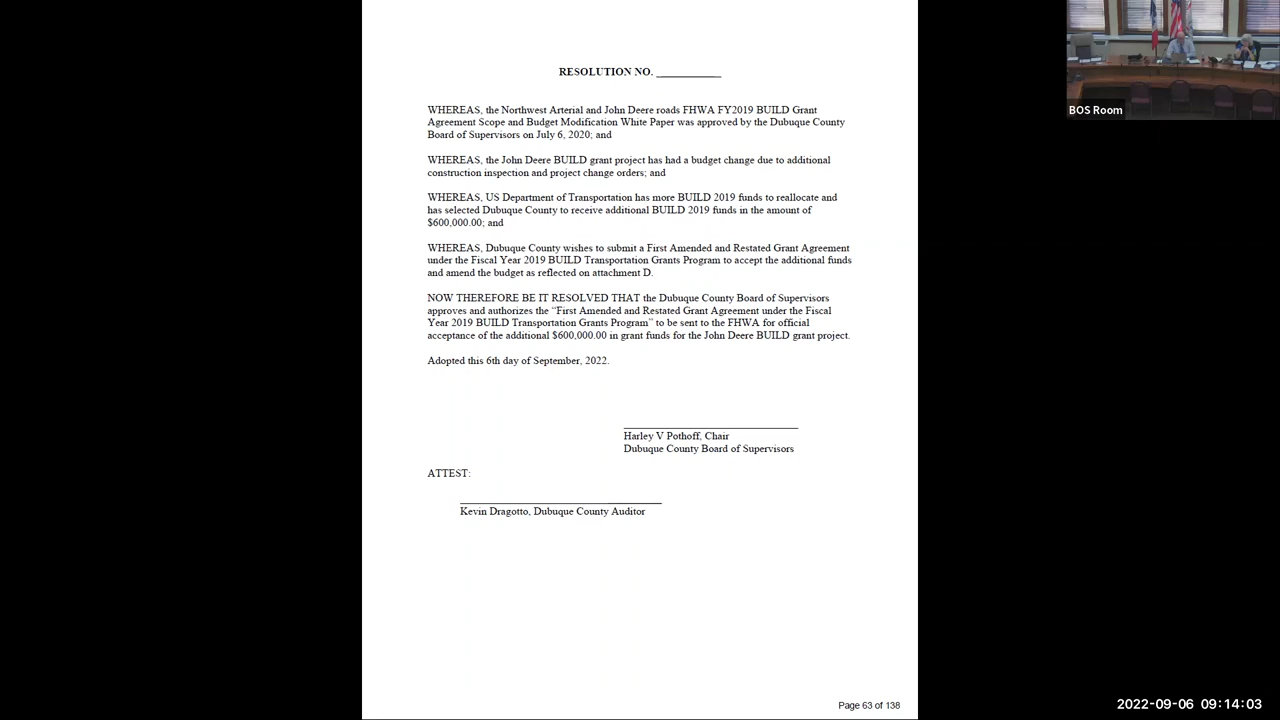 RESOLUTION NO. ___________
WHEREAS, the Northwest Arterial and John Deere roads FHWA FY2019 BUILD Grant
Agreement Scope and Budget Modification White Paper was approved by the Dubuque County
Board of Supervisors on July 6, 2020; and
WHEREAS, the John Deere BUILD grant project has had a budget change due to additional
construction inspection and project change orders; and
WHEREAS, US Department of Transportation has more BUILD 2019 funds to reallocate and
has selected Dubuque County to receive additional BUILD 2019 funds in the amount of
$600,000.00; and
WHEREAS, Dubuque County wishes to submit a First Amended and Restated Grant Agreement
under the Fiscal Year 2019 BUILD Transportation Grants Program to accept the additional funds
and amend the budget as reflected on attachment D.
NOW THEREFORE BE IT RESOLVED THAT the Dubuque County Board of Supervisors
approves and authorizes the “First Amended and Restated Grant Agreement under the Fiscal
Year 2019 BUILD Transportation Grants Program” to be sent to the FHWA for official
acceptance of the additional $600,000.00 in grant funds for the John Deere BUILD grant project.
Adopted this 6th day of September, 2022.
Harley V Pothoff, Chair
Dubuque County Board of Supervisors
ATTEST:
Kevin Dragotto, Dubuque County Auditor
Page 63 of 138
BOS Room
2022-09-06 09:14:03